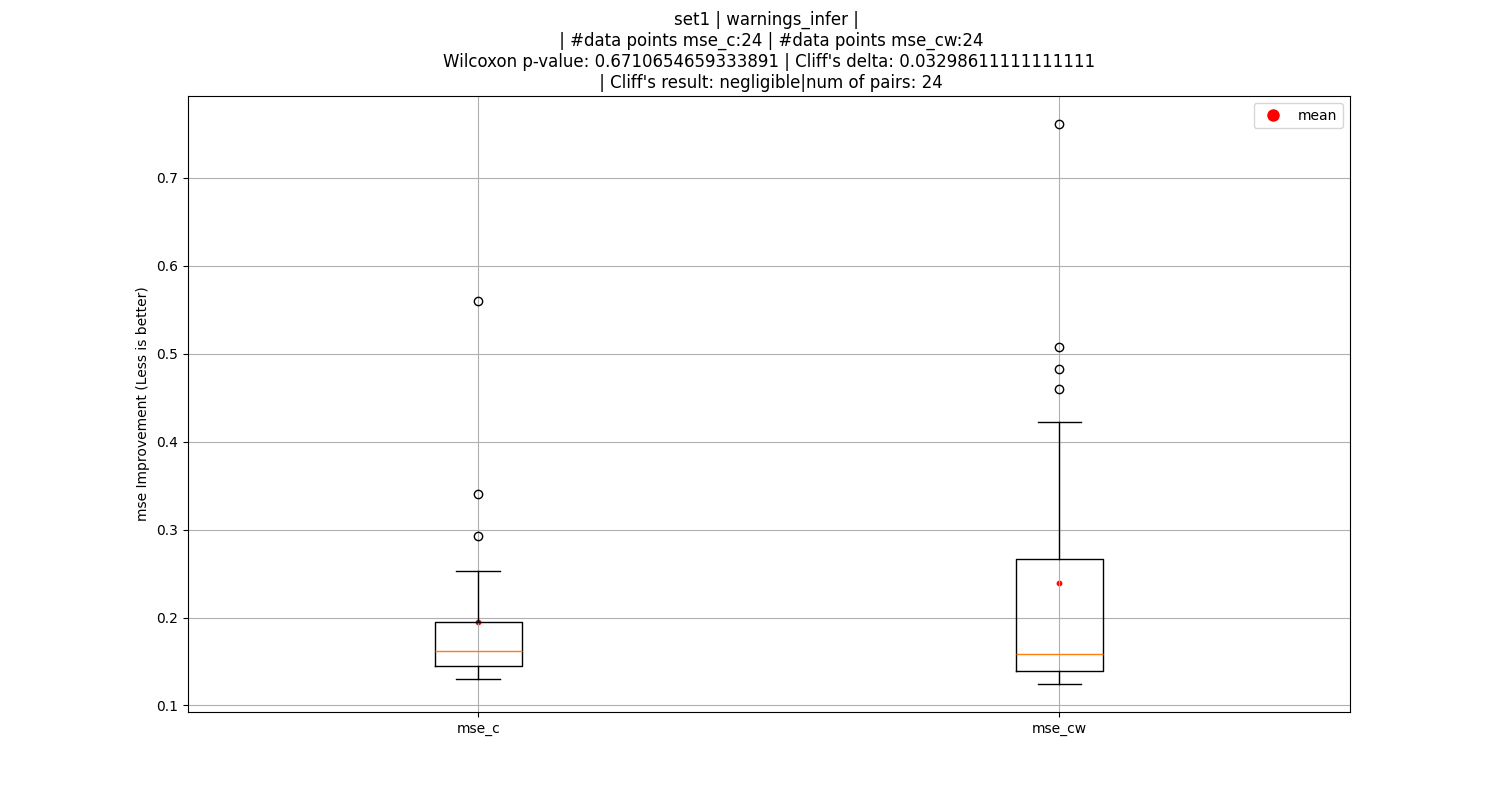 set1 | warnings_infer |
| #data points mse_c:24 | #data points mse_cw:24
Wilcoxon p-value: 0.6710654659333891 | Cliff's delta: 0.03298611111111111
| Cliff's result: negligible|num of pairs: 24
mean
mse Improvement (Less is better)
0.7
0.6
0.5
0.4
0.3
0.2
0.1
mse_c
mse_cw